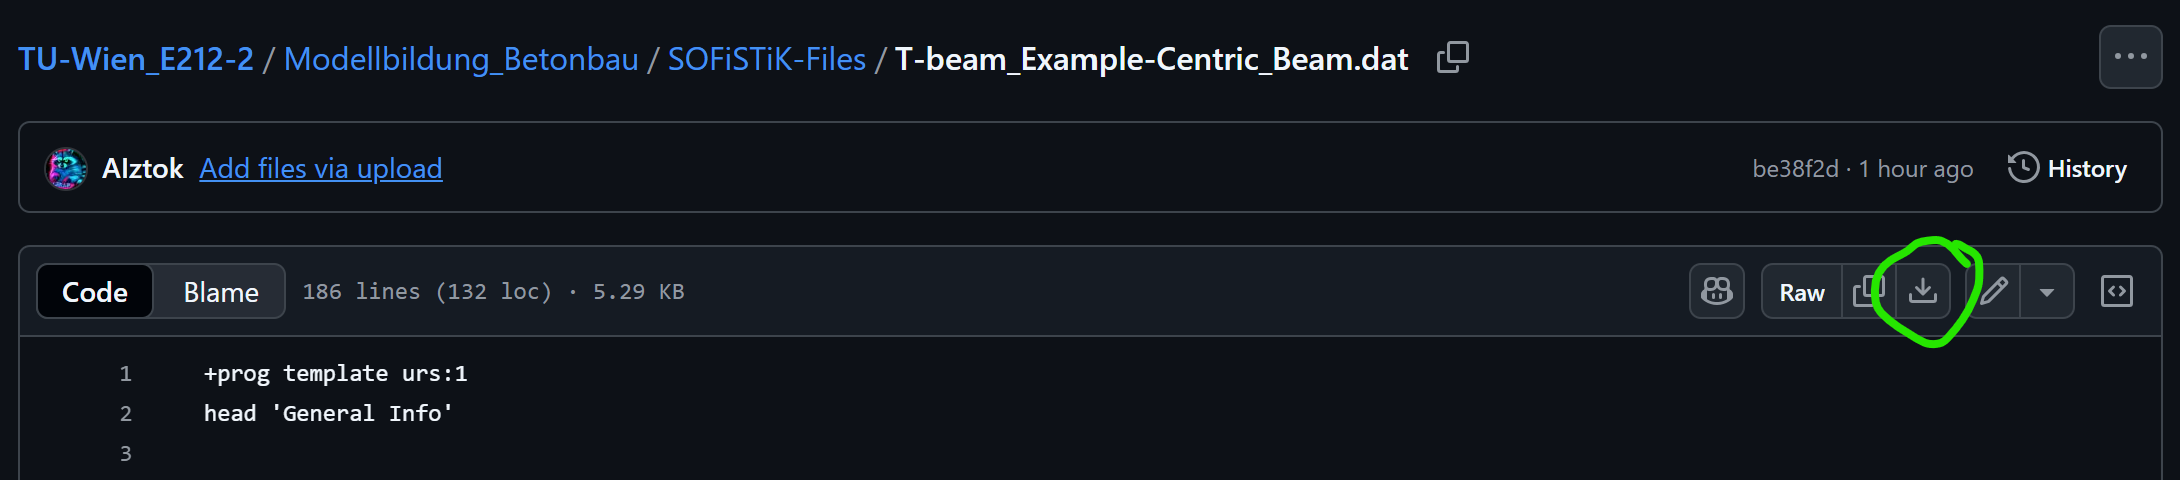 TU-Wien_E212-2 / Modellbildung_Betonbau / SOFiSTiK-Files / T-beam_Example-Centric_Beam.dat
AIztok Add files via upload be38f2d · 1 hour ago History
Code Blame 186 lines (132 loc) · 5.29 KB Raw
1 +prog template urs:1
2 head 'General Info'
3